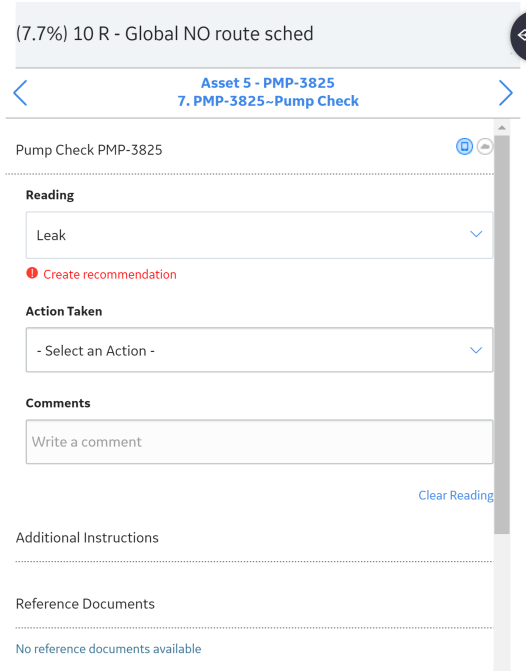 (7.7%) 10 R - Global NO route sched
Asset 5 - PMP-3825
7. PMP-3825~Pump Check
Pump Check PMP-3825
Reading
Leak
Create recommendation
Action Taken
- Select an Action -
Comments
Write a comment
Clear Reading
Additional Instructions
Reference Documents
No reference documents available